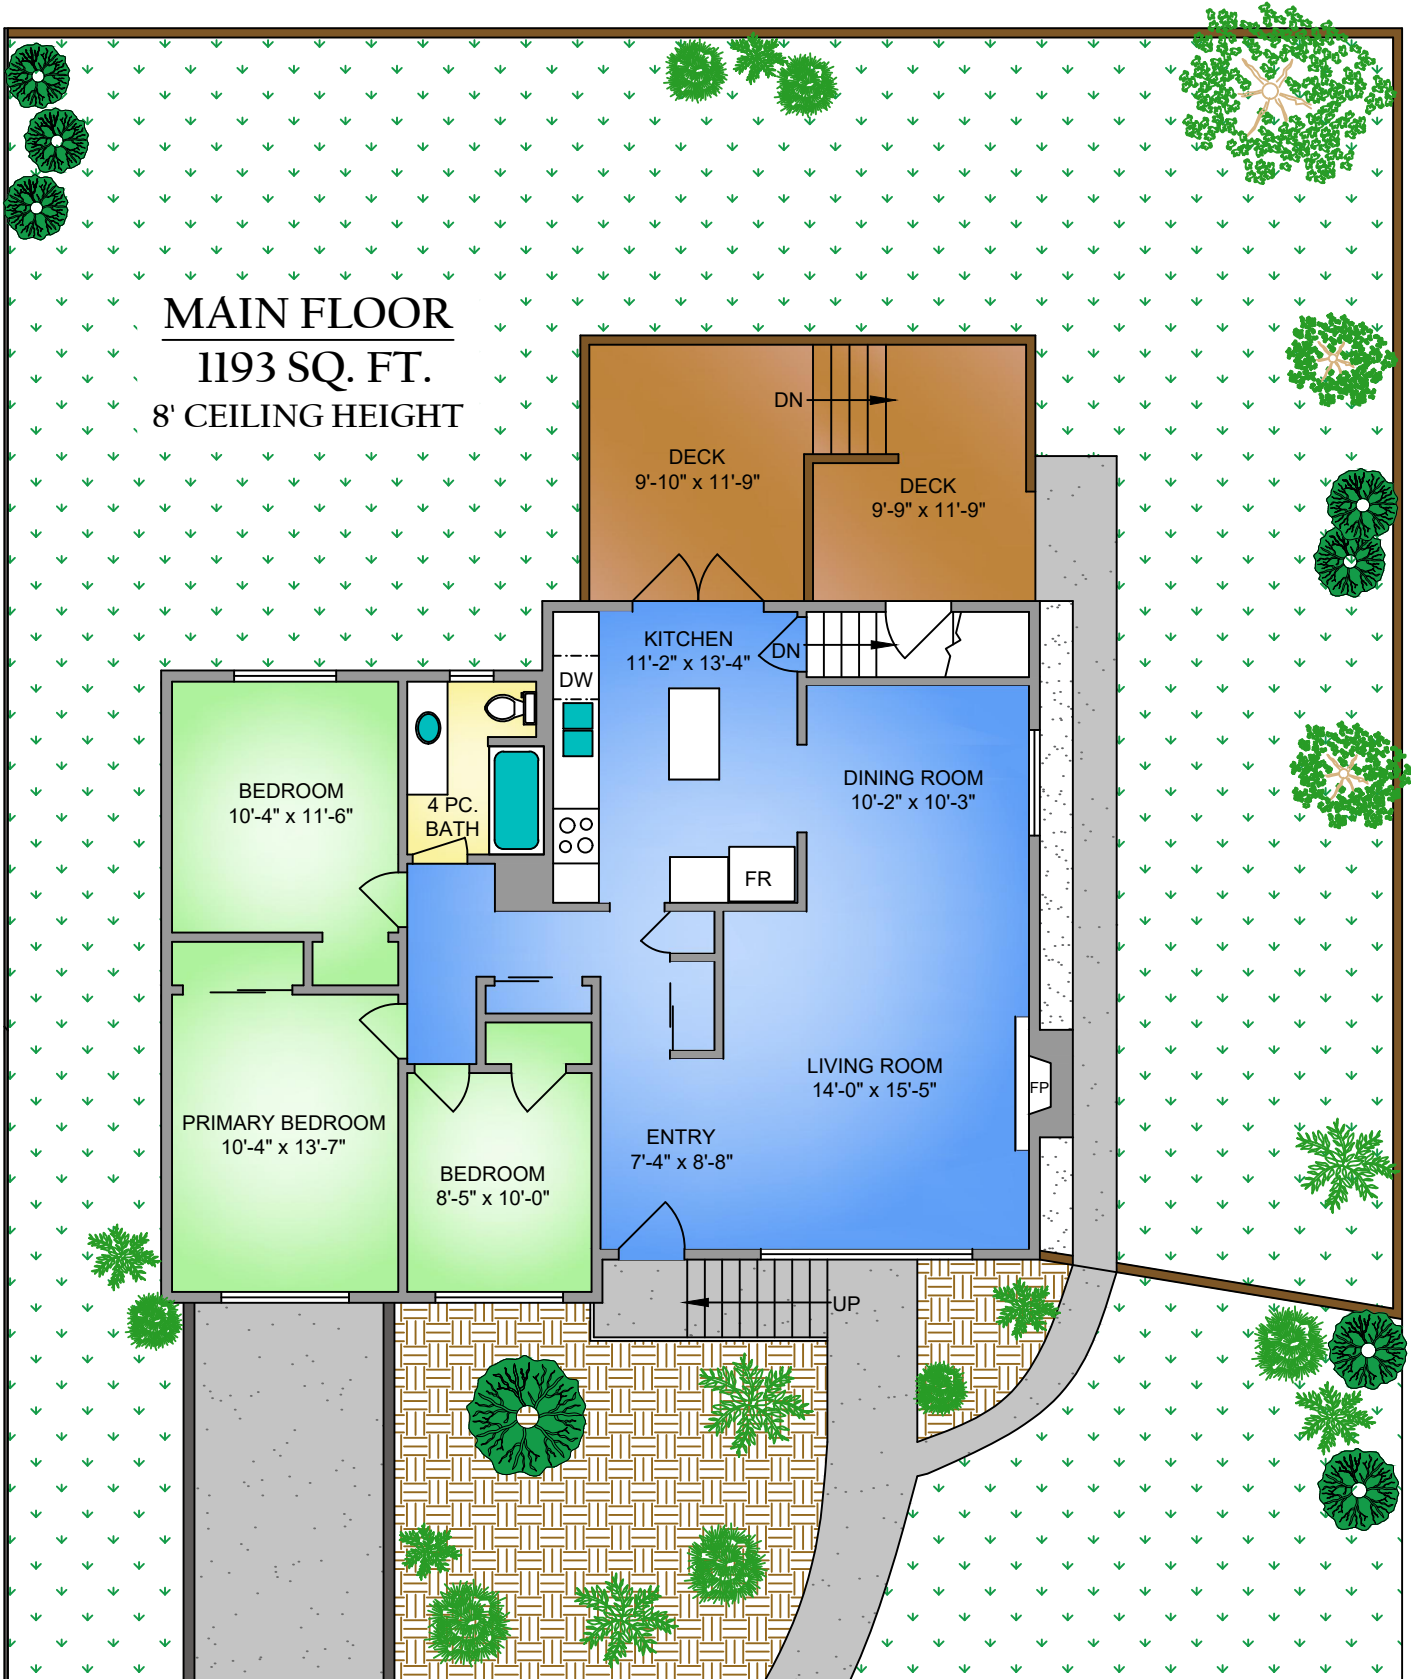 MAIN FLOOR
1193 SQ. FT.
8' CEILING HEIGHT
DN
DECK
9'-10" x 11'-9"
DECK
9'-9" x 11'-9"
KITCHEN
11'-2" x 13'-4"
DN
DW
BEDROOM
10'-4" x 11'-6"
4 PC.
BATH
DINING ROOM
10'-2" x 10'-3"
FR
LIVING ROOM
14'-0" x 15'-5"
FP
PRIMARY BEDROOM
10'-4" x 13'-7"
ENTRY
7'-4" x 8'-8"
BEDROOM
8'-5" x 10'-0"
UP